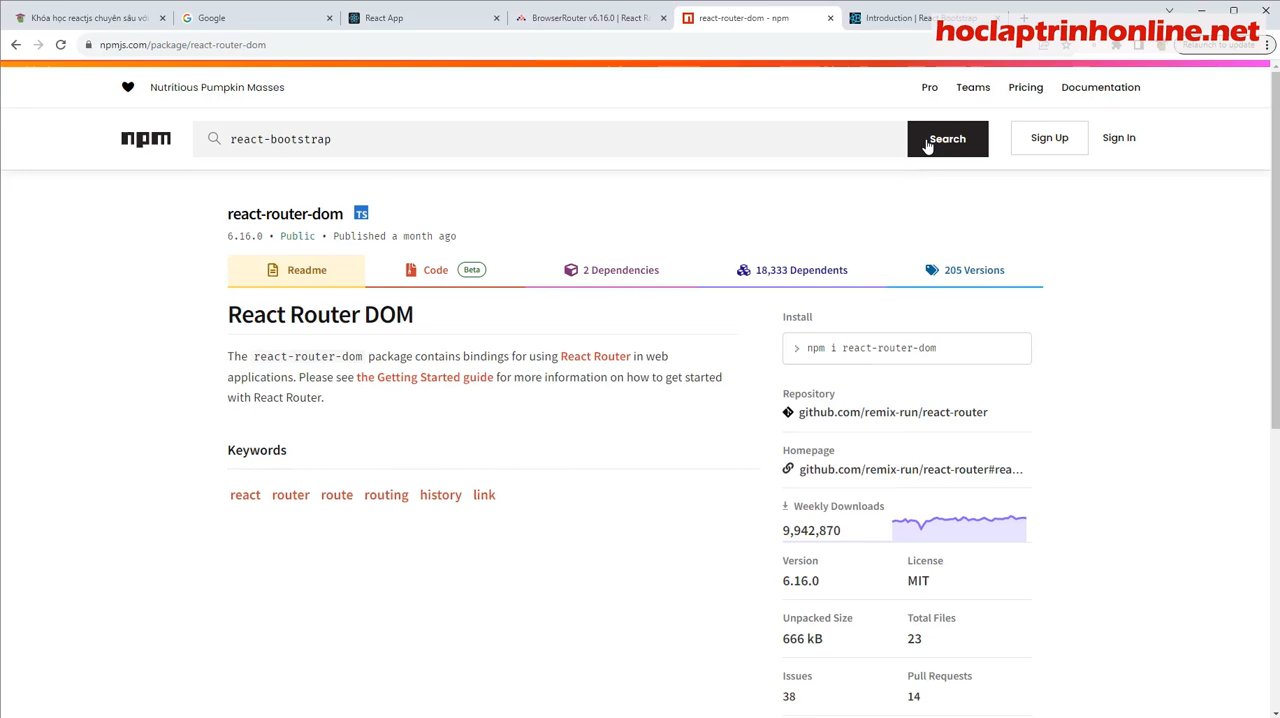 Khóa học reactjs chuyên sâu với
Google
React App
BrowserRouter v6.16.0 | React R
react-router-dom - npm
Introduction | React Bootstrap
hoclaptrinhonline.net
npmjs.com/package/react-router-dom
Relaunch to update
Nutritious Pumpkin Masses
Pro
Teams
Pricing
Documentation
npm
react-bootstrap
Search
Sign Up
Sign In
react-router-dom
TS
6.16.0 • Public • Published a month ago
Readme
Code
Beta
2 Dependencies
18,333 Dependents
205 Versions
React Router DOM
The react-router-dom package contains bindings for using React Router in web
applications. Please see the Getting Started guide for more information on how to get started
with React Router.
Keywords
react router route routing history link
Install
> npm i react-router-dom
Repository
github.com/remix-run/react-router
Homepage
github.com/remix-run/react-router#rea...
Weekly Downloads
9,942,870
Version
License
6.16.0
MIT
Unpacked Size
Total Files
666 kB
23
Issues
Pull Requests
38
14